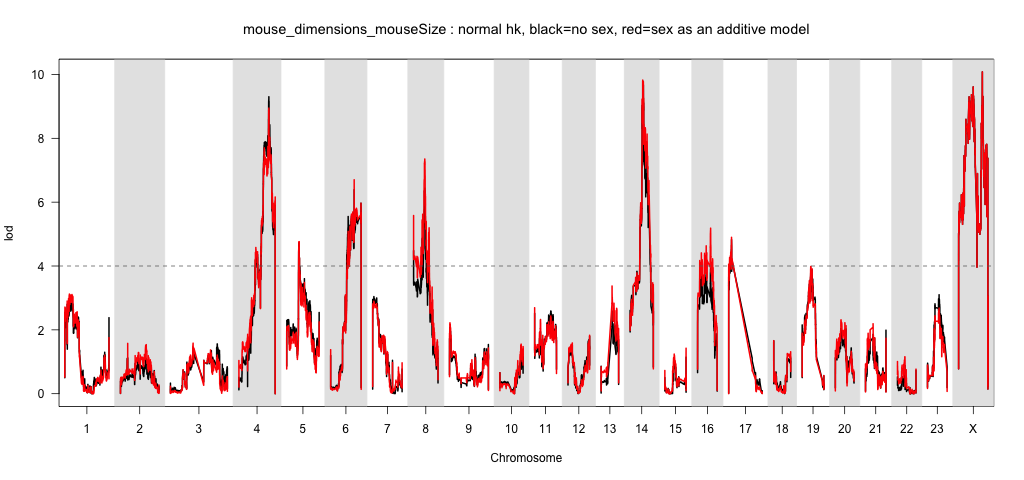 mouse_dimensions_mouseSize : normal hk, black=no sex, red=sex as an additive model
10
8
6
4
2
0
lod
1 2 3 4 5 6 7 8 9 10 11 12 13 14 15 16 17 18 19 20 21 22 23 X
Chromosome